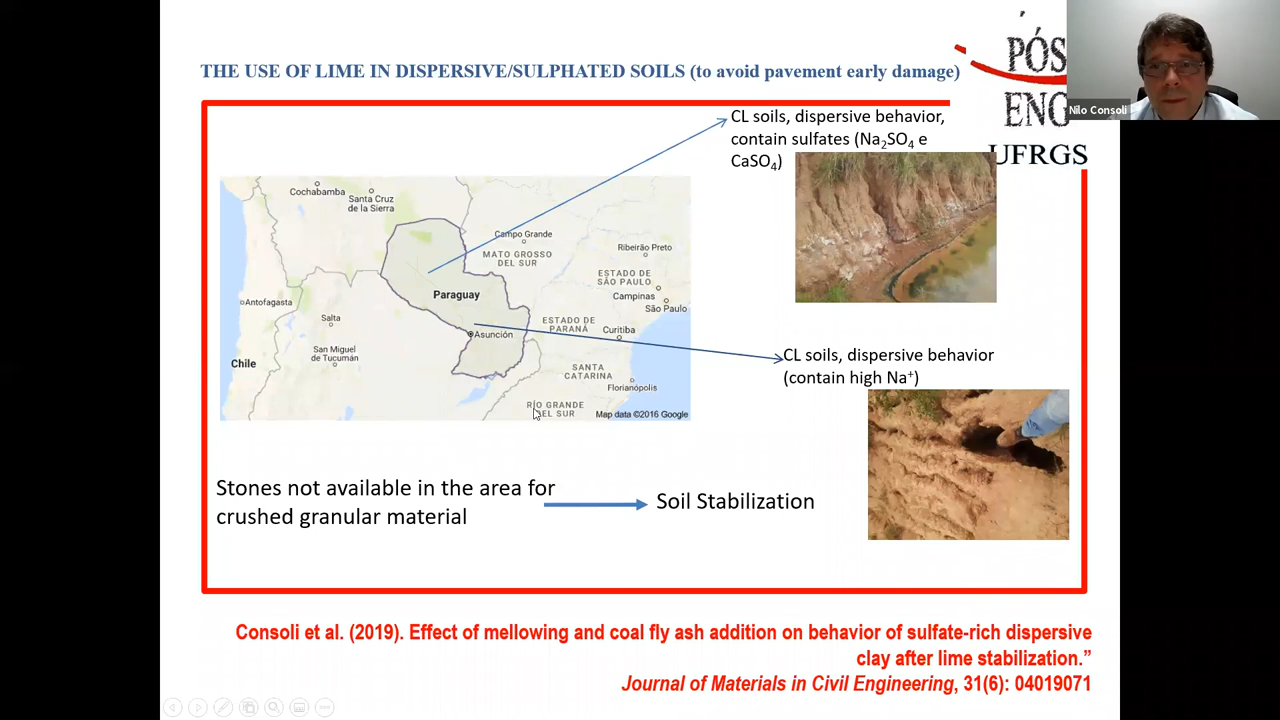 THE USE OF LIME IN DISPERSIVE/SULPHATED SOILS (to avoid pavement early damage)
PÓS
ENG
UFRGS
Nilo Consoli
CL soils, dispersive behavior,
contain sulfates (Na₂SO₄ e
CaSO₄)
Cochabamba
Santa Cruz
de la Sierra
Campo Grande
MATO GROSSO
DEL SUR
Ribeirão Preto
ESTADO DE
SÃO PAULO
Campinas
São Paulo
Antofagasta
Paraguay
Salta
Asunción
ESTADO DE
PARANÁ
Curitiba
San Miguel
de Tucumán
Chile
SANTA
CATARINA
Florianópolis
RÍO GRANDE
DEL SUR
Map data ©2016 Google
CL soils, dispersive behavior
(contain high Na⁺)
Stones not available in the area for
crushed granular material
Soil Stabilization
Consoli et al. (2019). Effect of mellowing and coal fly ash addition on behavior of sulfate-rich dispersive
clay after lime stabilization.”
Journal of Materials in Civil Engineering, 31(6): 04019071